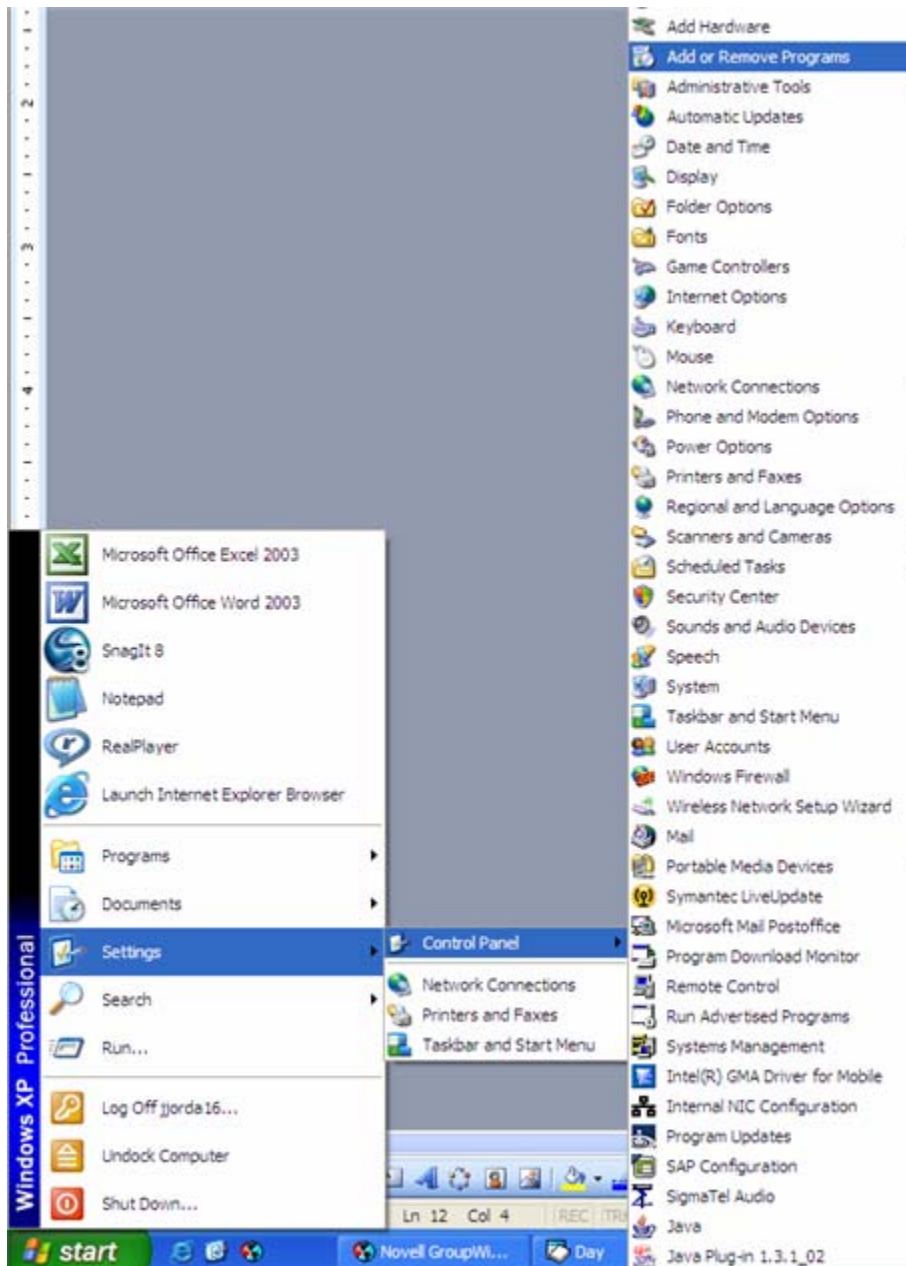 2
3
4
Microsoft Office Excel 2003
Microsoft Office Word 2003
SnagIt 8
Notepad
RealPlayer
Launch Internet Explorer Browser
Programs
Documents
Settings
Search
Run...
Log Off jjorda16...
Undock Computer
Shut Down...
Windows XP Professional
Control Panel
Network Connections
Printers and Faxes
Taskbar and Start Menu
Add Hardware
Add or Remove Programs
Administrative Tools
Automatic Updates
Date and Time
Display
Folder Options
Fonts
Game Controllers
Internet Options
Keyboard
Mouse
Network Connections
Phone and Modem Options
Power Options
Printers and Faxes
Regional and Language Options
Scanners and Cameras
Scheduled Tasks
Security Center
Sounds and Audio Devices
Speech
System
Taskbar and Start Menu
User Accounts
Windows Firewall
Wireless Network Setup Wizard
Mail
Portable Media Devices
Symantec LiveUpdate
Microsoft Mail Postoffice
Program Download Monitor
Remote Control
Run Advertised Programs
Systems Management
Intel(R) GMA Driver for Mobile
Internal NIC Configuration
Program Updates
SAP Configuration
SigmaTel Audio
Java
Java Plug-in 1.3.1_02
Ln 12 Col 4 REC
start
Novell GroupWi...
Day